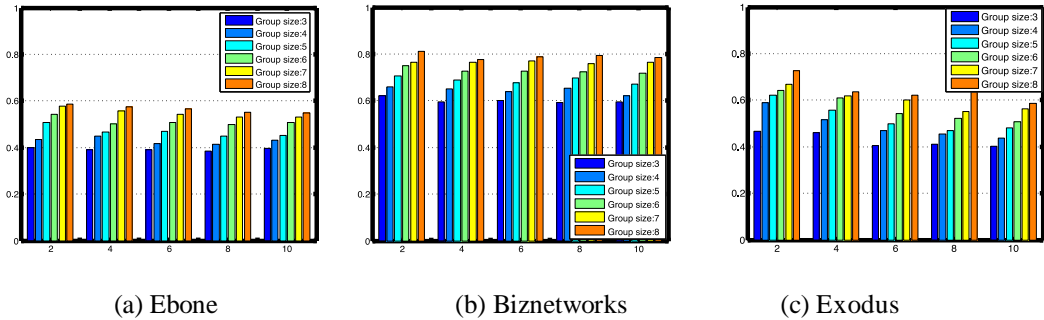 1
0.8
0.6
0.4
0.2
0
2
4
6
8
10
Group size:3
Group size:4
Group size:5
Group size:6
Group size:7
Group size:8
(a) Ebone
1
0.8
0.6
0.4
0.2
0
2
4
6
8
10
Group size:3
Group size:4
Group size:5
Group size:6
Group size:7
Group size:8
(b) Biznetworks
1
0.8
0.6
0.4
0.2
0
2
4
6
8
10
Group size:3
Group size:4
Group size:5
Group size:6
Group size:7
Group size:8
(c) Exodus